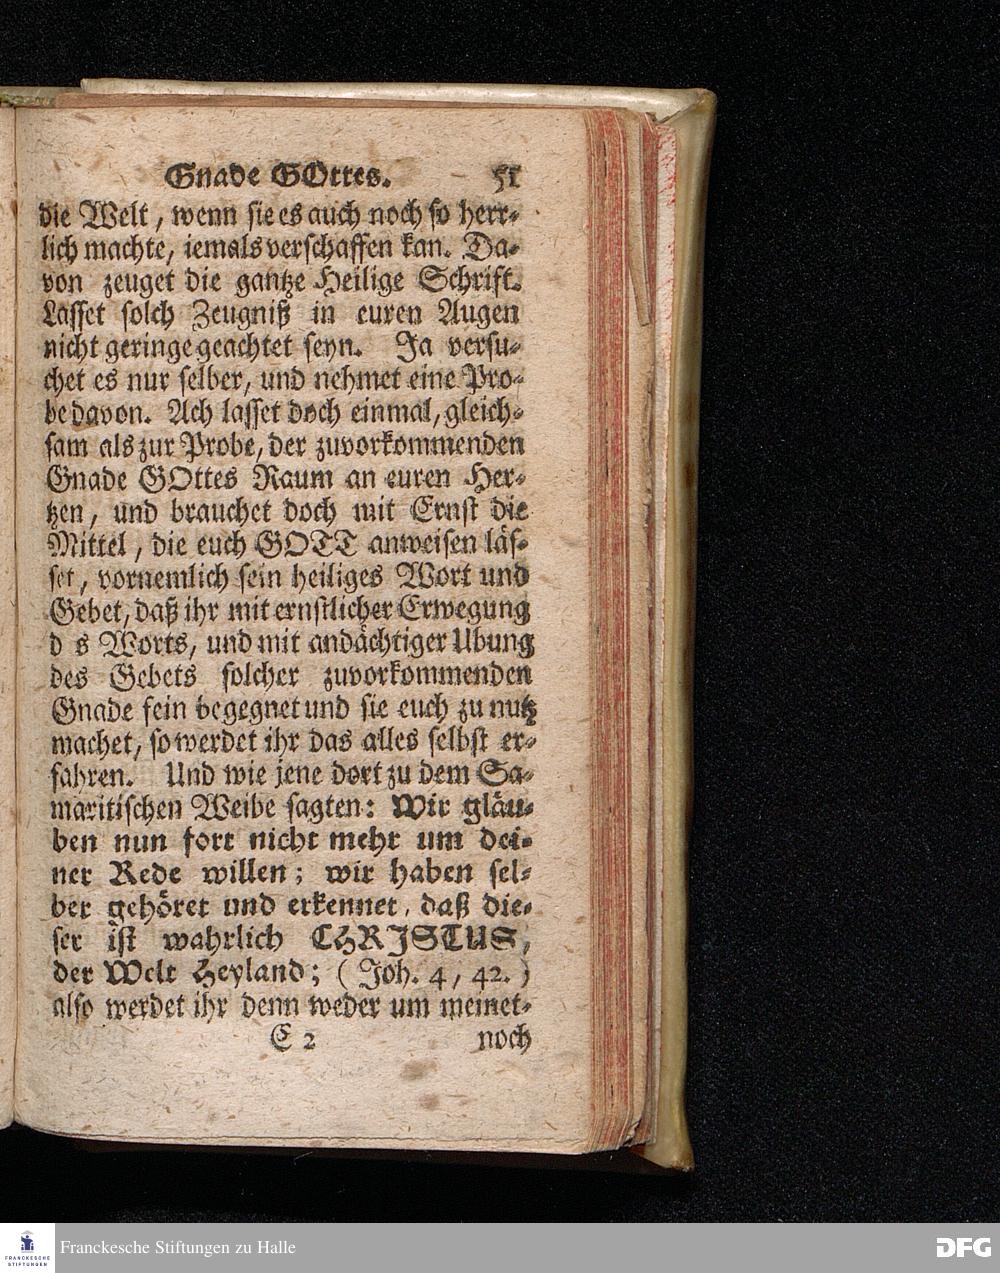 Gnade GOttes. 51
die Welt, wenn sie es auch noch so herr-
lich machte, iemals verschaffen kan. Da-
von zeuget die gantze Heilige Schrift.
Lasset solch Zeugniß in euren Augen
nicht geringe geachtet seyn. Ja versu-
chet es nur selber, und nehmet eine Pro-
be davon. Ach lasset doch einmal, gleich-
sam als zur Probe, der zuvorkommenden
Gnade GOttes Raum an euren Her-
tzen, und brauchet doch mit Ernst die
Mittel, die euch GOTT anweisen läs-
set, vornemlich sein heiliges Wort und
Gebet, daß ihr mit ernstlicher Erwegung
d s Worts, und mit andächtiger Ubung
des Gebets solcher zuvorkommenden
Gnade fein begegnet und sie euch zu nutz
machet, so werdet ihr das alles selbst er-
fahren. Und wie jene dort zu dem Sa-
maritischen Weibe sagten: Wir gläu-
ben nun fort nicht mehr um dei-
ner Rede willen; wir haben sel-
ber gehöret und erkennet, daß die-
ser ist wahrlich CHRJSTUS,
der Welt Heyland; (Joh. 4, 42.)
also werdet ihr denn weder um meinet-
C 2 noch
FRANCKESCHE
STIFTUNGEN
Franckesche Stiftungen zu Halle
DFG